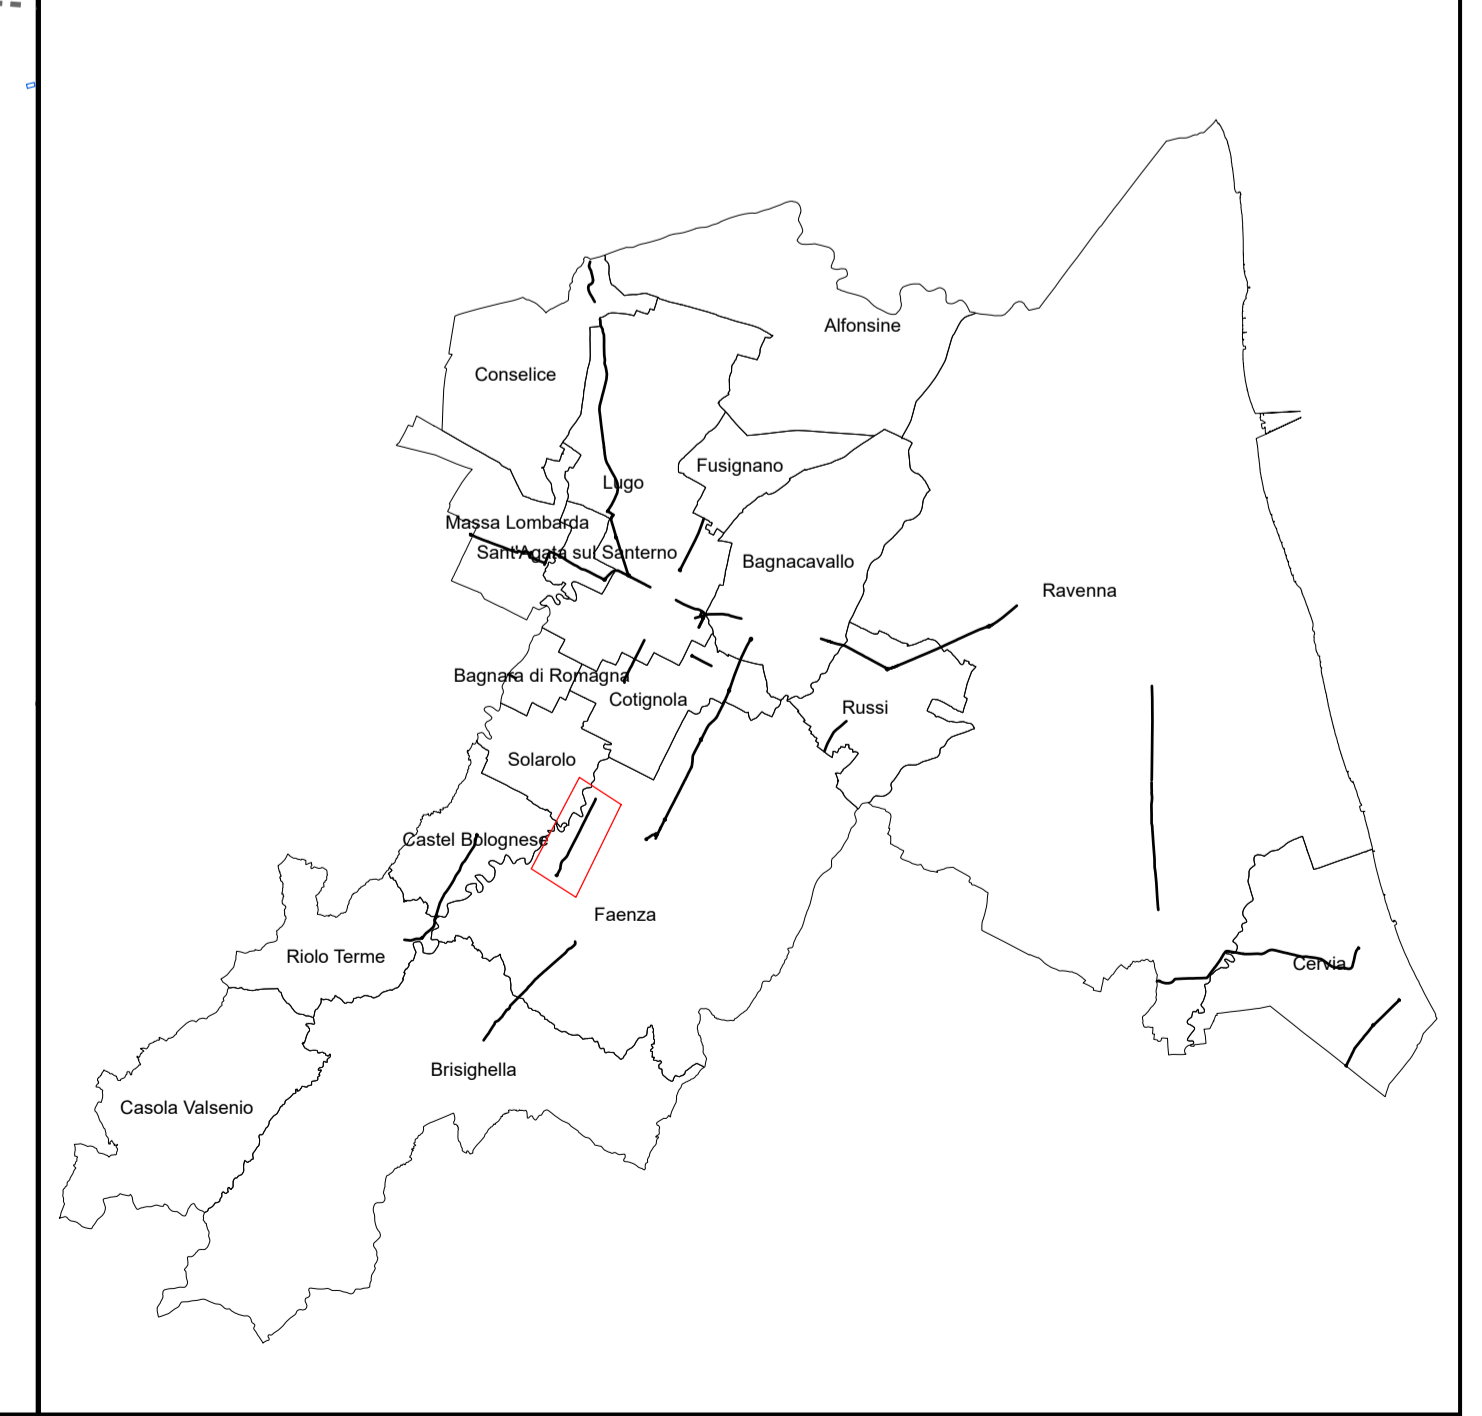 Alfonsine
Conselice
Fusignano
Lugo
Massa Lombarda
Sant'Agata sul Santerno
Bagnacavallo
Ravenna
Bagnara di Romagna
Cotignola
Russi
Solarolo
Castel Bolognese
Faenza
Riolo Terme
Cervia
Brisighella
Casola Valsenio